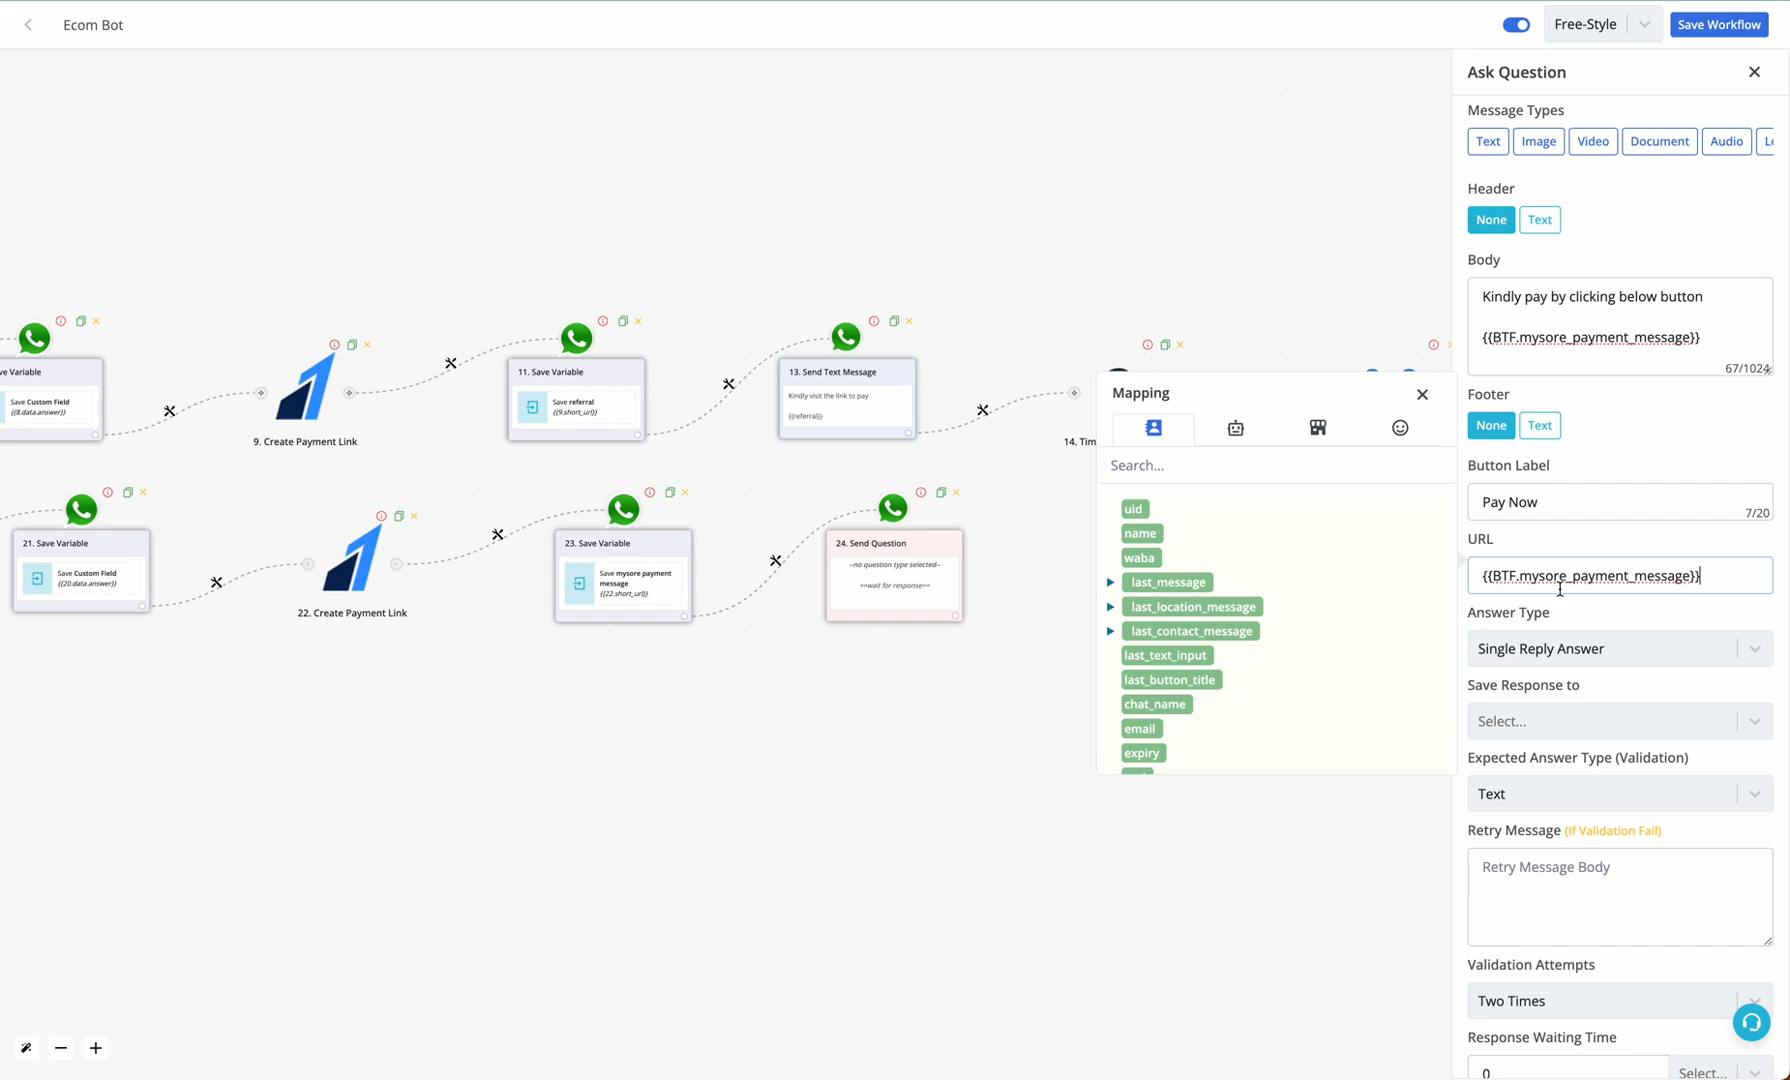 Ecom Bot
Free-Style
Save Workflow
Ask Question
Message Types
Text
Image
Video
Document
Audio
Header
None
Text
Body
Kindly pay by clicking below button
{{BTF.mysore_payment_message}}
67/1024
Footer
None
Text
Button Label
Pay Now
7/20
URL
{{BTF.mysore_payment_message}}
Answer Type
Single Reply Answer
Save Response to
Select...
Expected Answer Type (Validation)
Text
Retry Message (If Validation Fail)
Retry Message Body
Validation Attempts
Two Times
Response Waiting Time
0
Select...
ve Variable
Save Custom Field
{{8.data.answer}}
9. Create Payment Link
11. Save Variable
Save referral
{{9.short_url}}
13. Send Text Message
Kindly visit the link to pay
{{referral}}
14. Tim
21. Save Variable
Save Custom Field
{{20.data.answer}}
22. Create Payment Link
23. Save Variable
Save mysore payment
message
{{22.short_url}}
24. Send Question
--no question type selected--
==wait for response==
Mapping
Search...
uid
name
waba
last_message
last_location_message
last_contact_message
last_text_input
last_button_title
chat_name
email
expiry